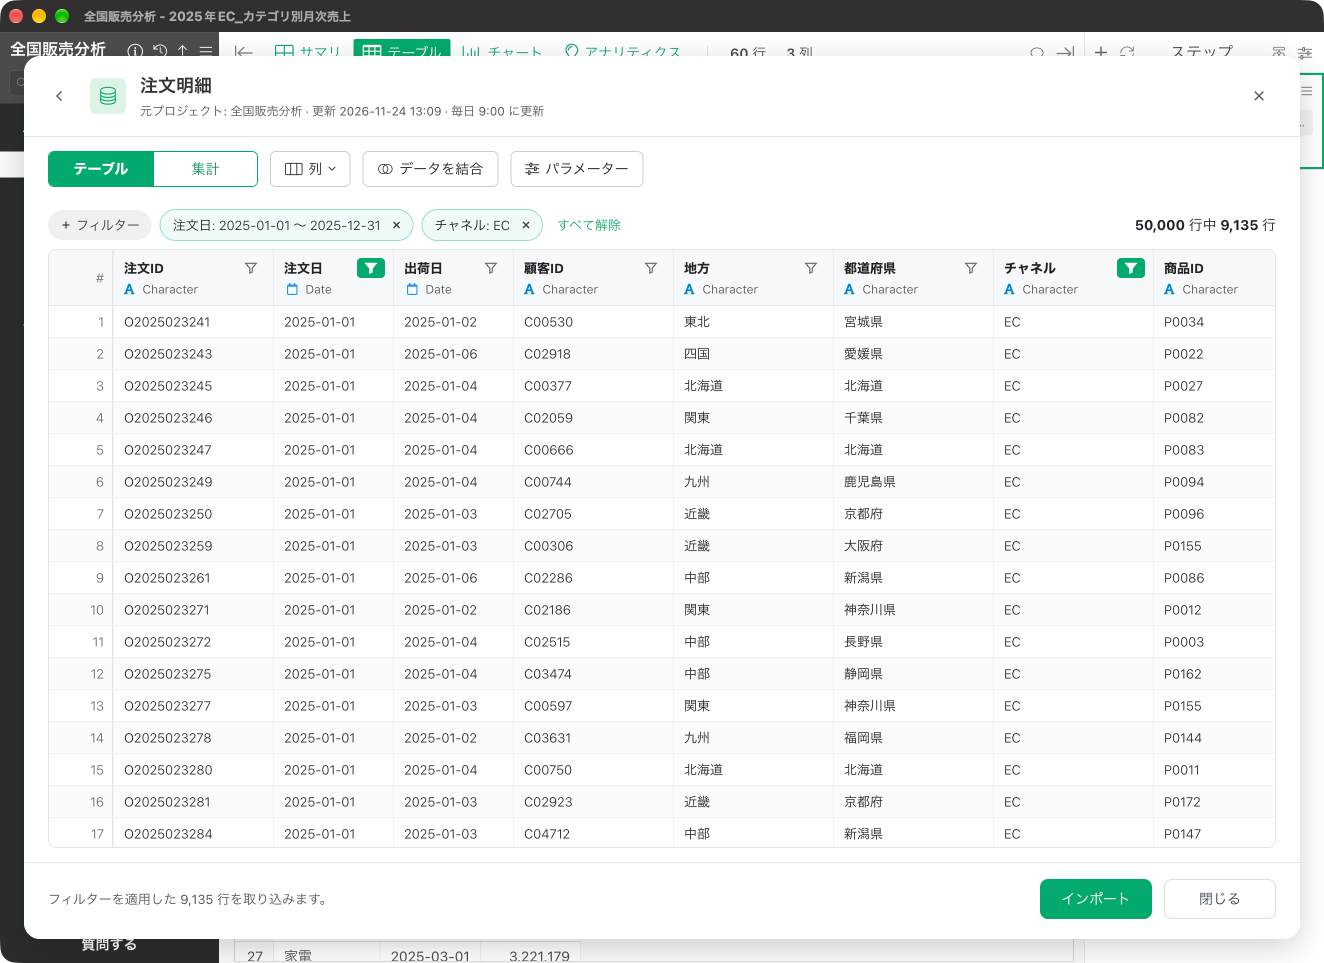 全国販売分析 - 2025年EC_カテゴリ別月次売上
全国販売分析
サマリ テーブル チャート アナリティクス 60 行 3 列 ステップ
注文明細
元プロジェクト: 全国販売分析 · 更新 2026-11-24 13:09 · 毎日 9:00 に更新
テーブル 集計 列 データを結合 パラメーター
+ フィルター 注文日: 2025-01-01 〜 2025-12-31 × チャネル: EC × すべて解除 50,000 行中 9,135 行
# 注文ID 注文日 出荷日 顧客ID 地方 都道府県 チャネル 商品ID
A Character Date Date A Character A Character A Character A Character A Character
1 O2025023241 2025-01-01 2025-01-02 C00530 東北 宮城県 EC P0034
2 O2025023243 2025-01-01 2025-01-06 C02918 四国 愛媛県 EC P0022
3 O2025023245 2025-01-01 2025-01-04 C00377 北海道 北海道 EC P0027
4 O2025023246 2025-01-01 2025-01-04 C02059 関東 千葉県 EC P0082
5 O2025023247 2025-01-01 2025-01-04 C00666 北海道 北海道 EC P0083
6 O2025023249 2025-01-01 2025-01-04 C00744 九州 鹿児島県 EC P0094
7 O2025023250 2025-01-01 2025-01-03 C02705 近畿 京都府 EC P0096
8 O2025023259 2025-01-01 2025-01-03 C00306 近畿 大阪府 EC P0155
9 O2025023261 2025-01-01 2025-01-06 C02286 中部 新潟県 EC P0086
10 O2025023271 2025-01-01 2025-01-02 C02186 関東 神奈川県 EC P0012
11 O2025023272 2025-01-01 2025-01-04 C02515 中部 長野県 EC P0003
12 O2025023275 2025-01-01 2025-01-04 C03474 中部 静岡県 EC P0162
13 O2025023277 2025-01-01 2025-01-03 C00597 関東 神奈川県 EC P0155
14 O2025023278 2025-01-01 2025-01-02 C03631 九州 福岡県 EC P0144
15 O2025023280 2025-01-01 2025-01-04 C00750 北海道 北海道 EC P0011
16 O2025023281 2025-01-01 2025-01-03 C02923 近畿 京都府 EC P0172
17 O2025023284 2025-01-01 2025-01-03 C04712 中部 新潟県 EC P0147
フィルターを適用した 9,135 行を取り込みます。 インポート 閉じる
質問する
27 家電 2025-03-01 3,221,179